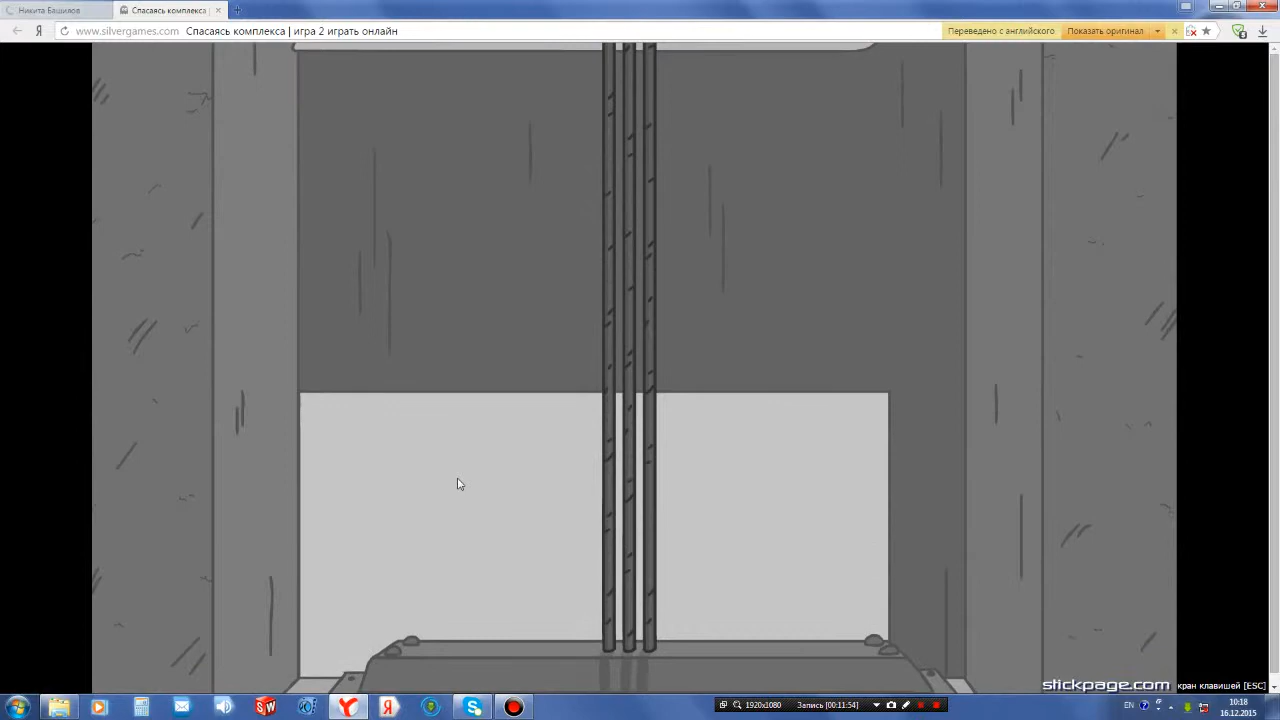 Никита Башилов
Спасаясь комплекса |
www.silvergames.com Спасаясь комплекса | игра 2 играть онлайн
Переведено с английского Показать оригинал
stickpage.com
кран клавишей [ESC]
1920x1080 Запись [00:11:54]
EN
10:18
16.12.2015